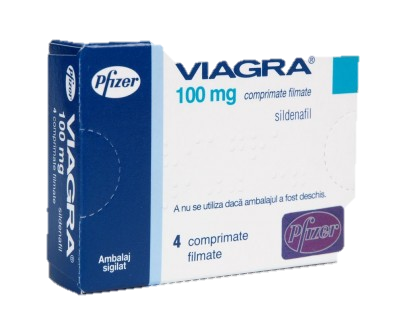 Pfizer
VIAGRA®
100 mg comprimate filmate
sildenafil
A nu se utiliza dacă ambalajul a fost deschis.
4 comprimate
filmate
Pfizer
Ambalaj
sigilat
VIAGRA®
100 mg
4 comprimate filmate
sildenafil